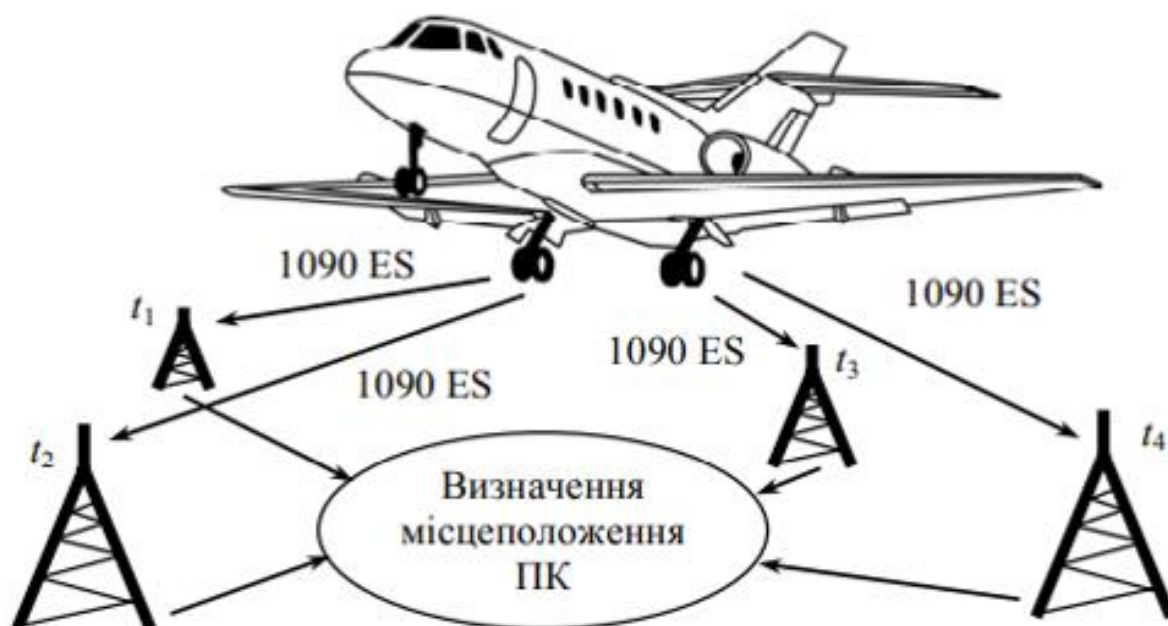 1090 ES
1090 ES
t₁
1090 ES
t₃
1090 ES
t₂
t₄
Визначення
місцеположення
ПК